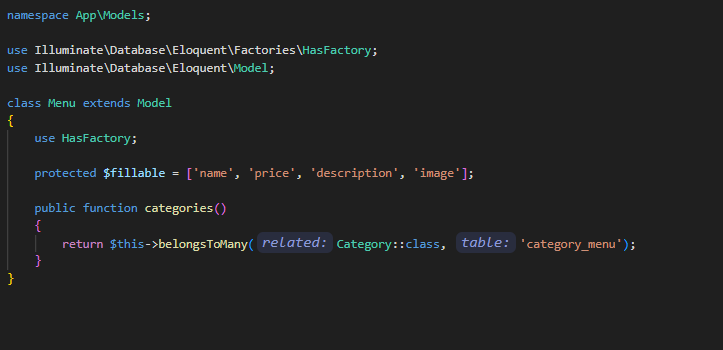 namespace App\Models;
use Illuminate\Database\Eloquent\Factories\HasFactory;
use Illuminate\Database\Eloquent\Model;
class Menu extends Model
{
use HasFactory;
protected $fillable = ['name', 'price', 'description', 'image'];
public function categories()
{
return $this->belongsToMany(related: Category::class, table: 'category_menu');
}
}